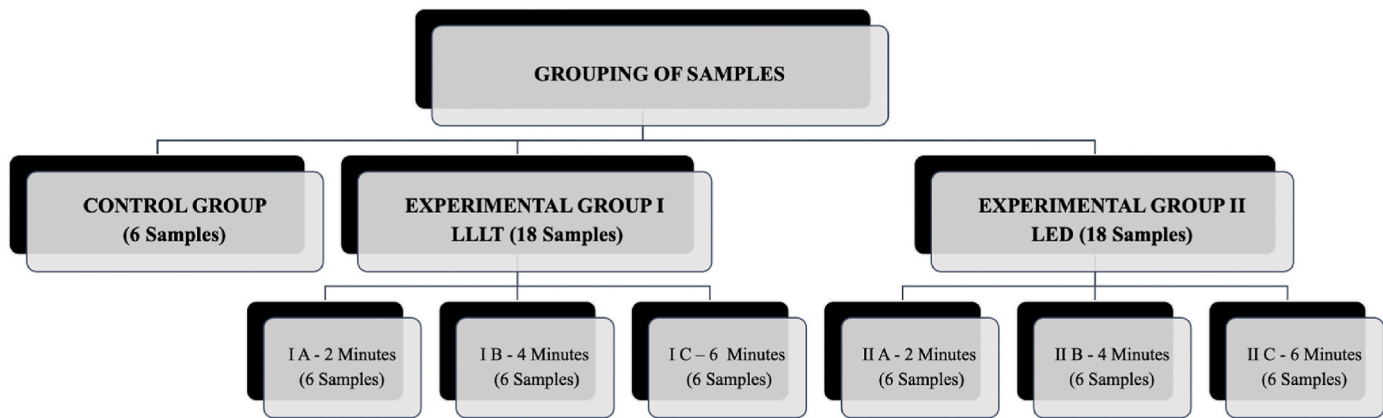 GROUPING OF SAMPLES
CONTROL GROUP
(6 Samples)
EXPERIMENTAL GROUP I
LLLT (18 Samples)
EXPERIMENTAL GROUP II
LED (18 Samples)
I A - 2 Minutes
(6 Samples)
I B - 4 Minutes
(6 Samples)
I C – 6 Minutes
(6 Samples)
II A - 2 Minutes
(6 Samples)
II B - 4 Minutes
(6 Samples)
II C - 6 Minutes
(6 Samples)